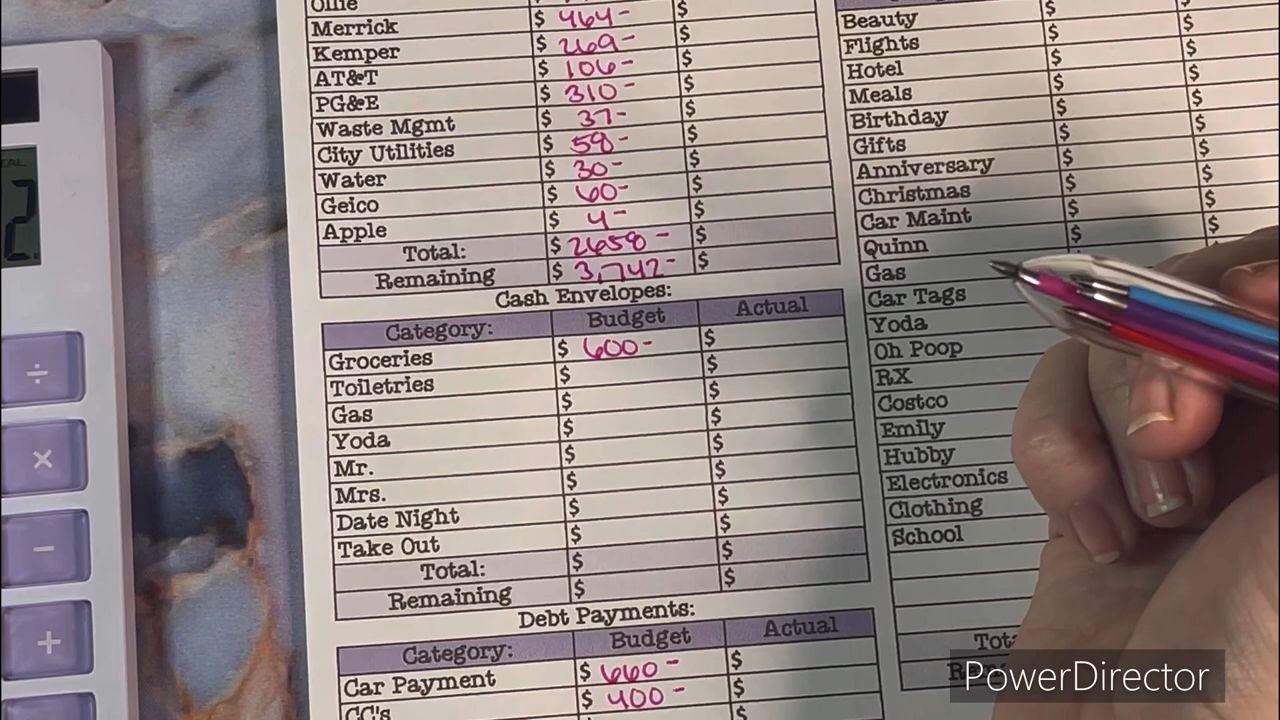 Ollie
Merrick $ 464- $
Kemper $ 269- $
AT&T $ 106- $
PG&E $ 310- $
Waste Mgmt $ 37- $
City Utilities $ 59- $
Water $ 30- $
Geico $ 60- $
Apple $ 4- $
Total: $ 2658- $
Remaining $ 3,742- $
Cash Envelopes:
Category: Budget Actual
Groceries $ 600- $
Toiletries $ $
Gas $ $
Yoda $ $
Mr. $ $
Mrs. $ $
Date Night $ $
Take Out $ $
Total: $ $
Remaining $ $
Debt Payments:
Category: Budget Actual
Car Payment $ 660- $
CC's $ 400- $
Beauty $ $
Flights $ $
Hotel $ $
Meals $ $
Birthday $ $
Gifts $ $
Anniversary $ $
Christmas $ $
Car Maint $ $
Quinn $ $
Gas
Car Tags
Yoda
Oh Poop
RX
Costco
Emily
Hubby
Electronics
Clothing
School
PowerDirector
2
÷
×
−
+